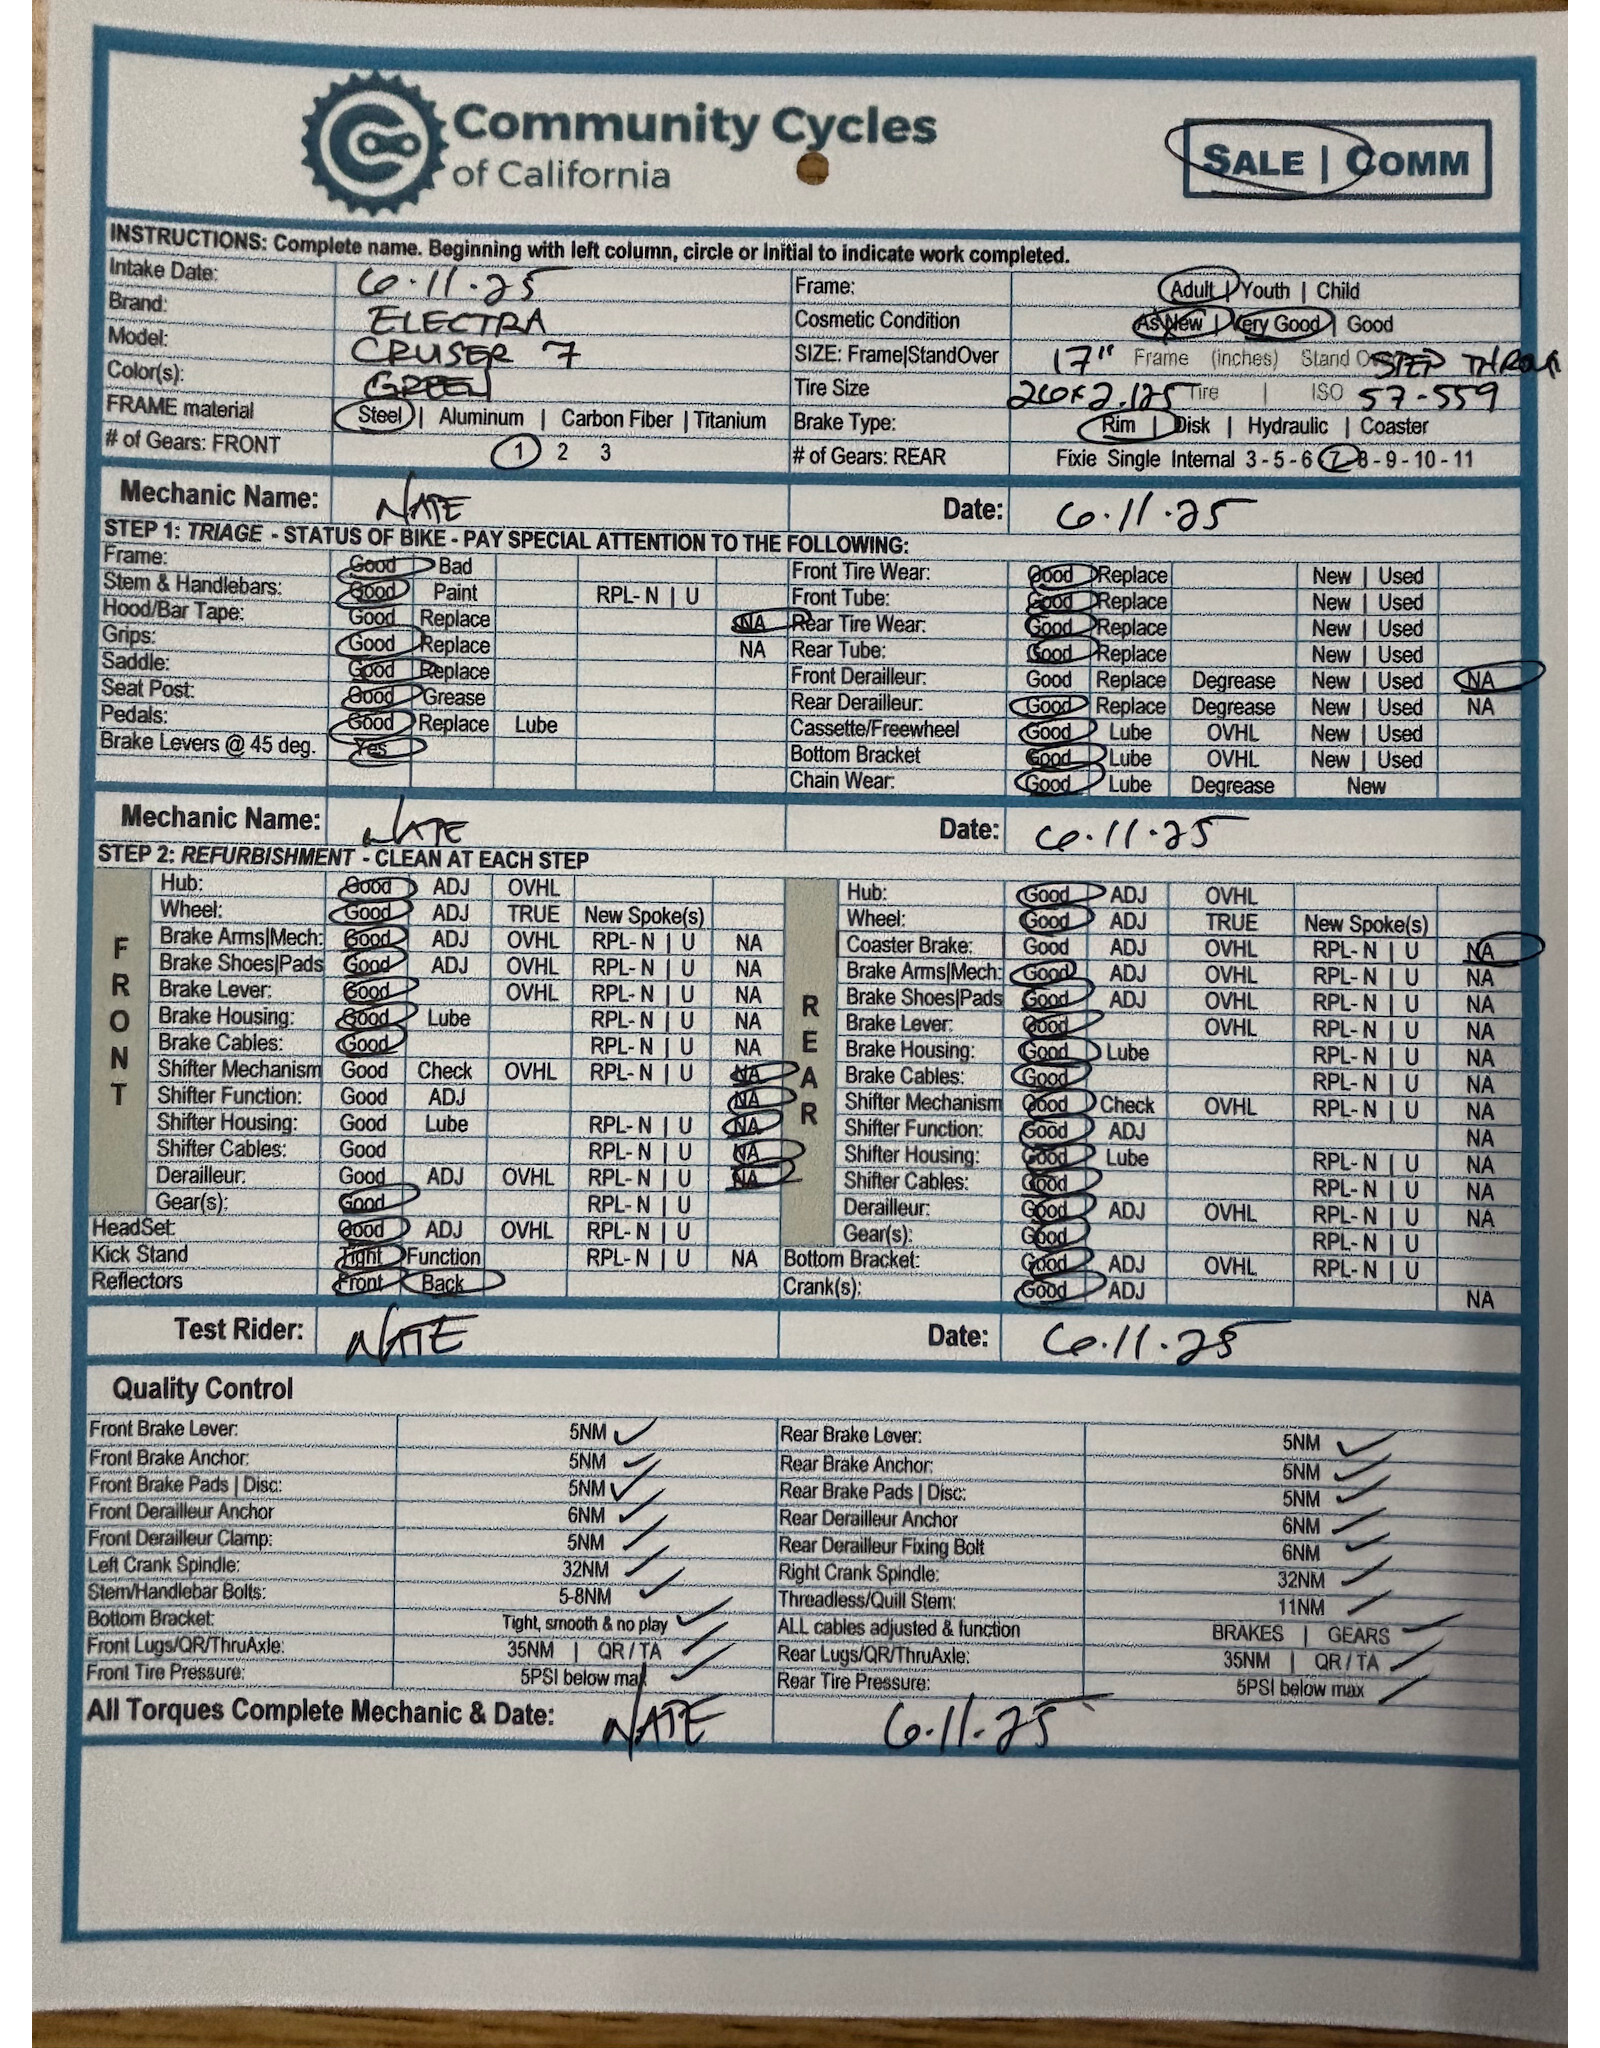 Community Cycles
of California
SALE | COMM
INSTRUCTIONS: Complete name. Beginning with left column, circle or initial to indicate work completed.
Intake Date: 6.11.25 Frame: Adult | Youth | Child
Brand: ELECTRA Cosmetic Condition As New | Very Good | Good
Model: CRUSER 7 SIZE: Frame|StandOver 17" Frame (inches) Stand O STEP THROUGH
Color(s): GREEN Tire Size 26x2.125 Tire | ISO 57-559
FRAME material Steel | Aluminum | Carbon Fiber | Titanium Brake Type: Rim | Disk | Hydraulic | Coaster
# of Gears: FRONT 1 2 3 # of Gears: REAR Fixie Single Internal 3 - 5 - 6 - 7 - 8 - 9 - 10 - 11
Mechanic Name: NATE Date: 6.11.25
STEP 1: TRIAGE - STATUS OF BIKE - PAY SPECIAL ATTENTION TO THE FOLLOWING:
Frame: Good Bad Front Tire Wear: Good Replace New | Used
Stem & Handlebars: Good Paint RPL- N | U Front Tube: Good Replace New | Used
Hood/Bar Tape: Good Replace NA Rear Tire Wear: Good Replace New | Used
Grips: Good Replace NA Rear Tube: Good Replace New | Used
Saddle: Good Replace Front Derailleur: Good Replace Degrease New | Used NA
Seat Post: Good Grease Rear Derailleur: Good Replace Degrease New | Used NA
Pedals: Good Replace Lube Cassette/Freewheel Good Lube OVHL New | Used
Brake Levers @ 45 deg. Yes Bottom Bracket Good Lube OVHL New | Used
Chain Wear: Good Lube Degrease New
Mechanic Name: NATE Date: 6.11.25
STEP 2: REFURBISHMENT - CLEAN AT EACH STEP
FRONT
Hub: Good ADJ OVHL
Wheel: Good ADJ TRUE New Spoke(s)
Brake Arms|Mech: Good ADJ OVHL RPL- N | U NA
Brake Shoes|Pads Good ADJ OVHL RPL- N | U NA
Brake Lever: Good OVHL RPL- N | U NA
Brake Housing: Good Lube RPL- N | U NA
Brake Cables: Good RPL- N | U NA
Shifter Mechanism Good Check OVHL RPL- N | U NA
Shifter Function: Good ADJ NA
Shifter Housing: Good Lube RPL- N | U NA
Shifter Cables: Good RPL- N | U NA
Derailleur: Good ADJ OVHL RPL- N | U NA
Gear(s): Good RPL- N | U
HeadSet Good ADJ OVHL RPL- N | U
Kick Stand Tight Function RPL- N | U NA
Reflectors Front Back
REAR
Hub: Good ADJ OVHL
Wheel: Good ADJ TRUE New Spoke(s)
Coaster Brake: Good ADJ OVHL RPL- N | U NA
Brake Arms|Mech: Good ADJ OVHL RPL- N | U NA
Brake Shoes|Pads Good ADJ OVHL RPL- N | U NA
Brake Lever: Good OVHL RPL- N | U NA
Brake Housing: Good Lube RPL- N | U NA
Brake Cables: Good RPL- N | U NA
Shifter Mechanism Good Check OVHL RPL- N | U NA
Shifter Function: Good ADJ NA
Shifter Housing: Good Lube RPL- N | U NA
Shifter Cables: Good RPL- N | U NA
Derailleur: Good ADJ OVHL RPL- N | U NA
Gear(s): Good RPL- N | U
Bottom Bracket: Good ADJ OVHL RPL- N | U
Crank(s): Good ADJ NA
Test Rider: NATE Date: 6.11.25
Quality Control
Front Brake Lever: 5NM ✓ Rear Brake Lever: 5NM ✓
Front Brake Anchor: 5NM ✓ Rear Brake Anchor: 5NM ✓
Front Brake Pads | Disc: 5NM ✓ Rear Brake Pads | Disc: 5NM ✓
Front Derailleur Anchor 6NM ✓ Rear Derailleur Anchor 6NM ✓
Front Derailleur Clamp: 5NM ✓ Rear Derailleur Fixing Bolt 6NM ✓
Left Crank Spindle: 32NM ✓ Right Crank Spindle: 32NM ✓
Stem/Handlebar Bolts: 5-8NM ✓ Threadless/Quill Stem: 11NM ✓
Bottom Bracket: Tight, smooth & no play ✓ ALL cables adjusted & function BRAKES | GEARS ✓
Front Lugs/QR/ThruAxle: 35NM | QR / TA ✓ Rear Lugs/QR/ThruAxle: 35NM | QR / TA ✓
Front Tire Pressure: 5PSI below max ✓ Rear Tire Pressure: 5PSI below max ✓
All Torques Complete Mechanic & Date: NATE 6.11.25